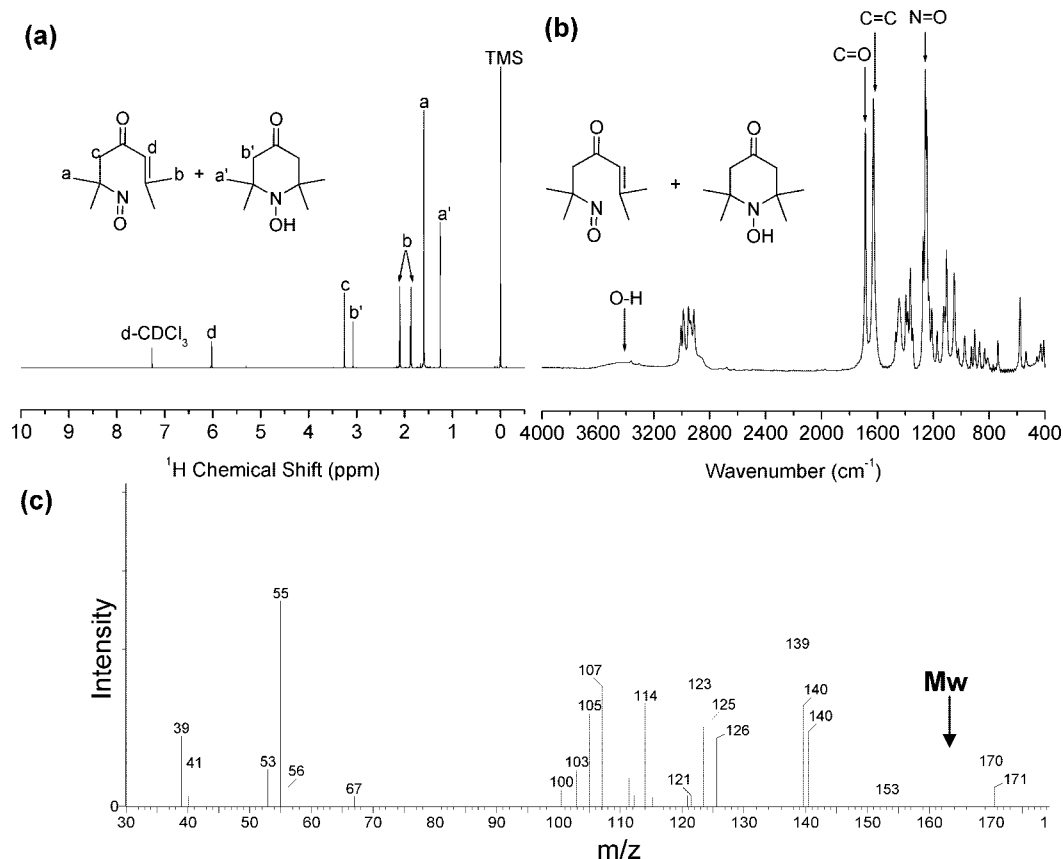 (a)
TMS
a
O
c
d
a
b
N
O
+
O
b'
a'
N
OH
a'
b
c
b'
d-CDCl3
d
10 9 8 7 6 5 4 3 2 1 0
1H Chemical Shift (ppm)
(b)
C=C N=O
C=O
O
N
O
+
O
N
OH
O-H
4000 3600 3200 2800 2400 2000 1600 1200 800 400
Wavenumber (cm-1)
(c)
Intensity
0
39
41
53
55
56
67
100
103
105
107
114
121
123
125
126
139
140
140
153
Mw
170
171
30 40 50 60 70 80 90 100 110 120 130 140 150 160 170 1
m/z